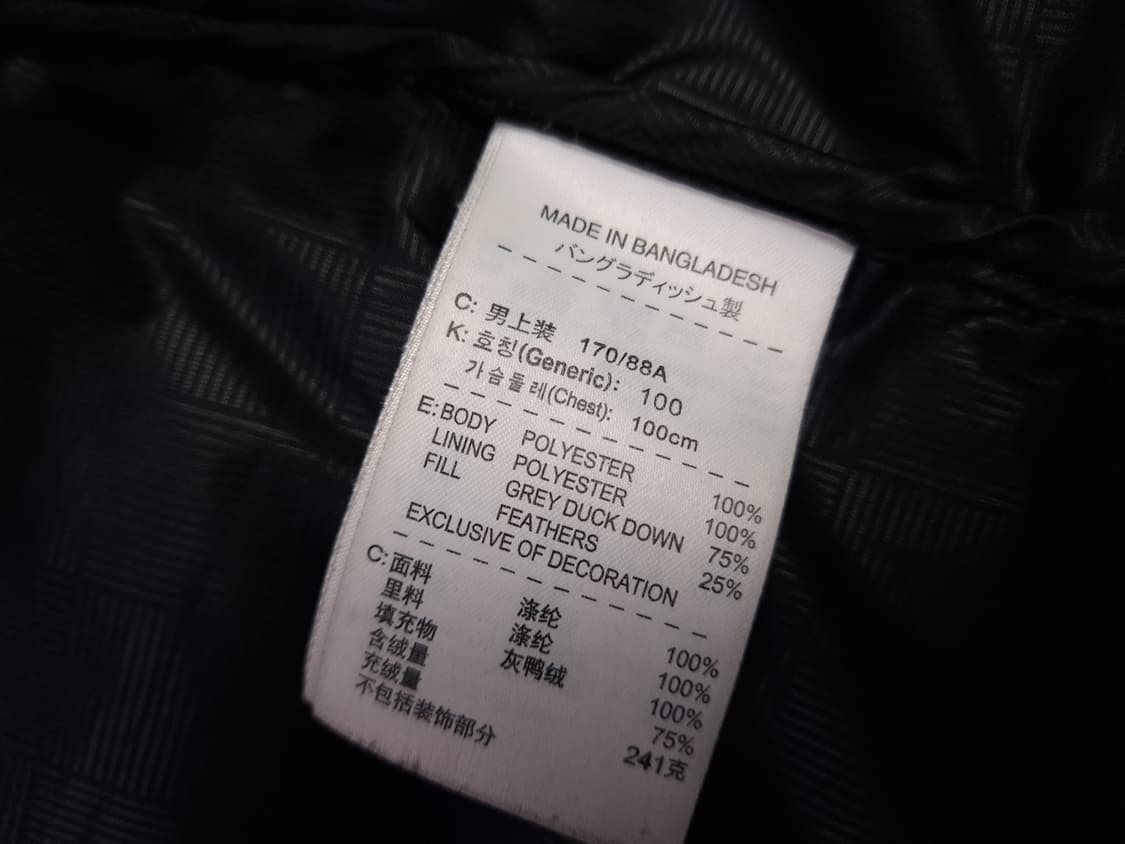 MADE IN BANGLADESH
バングラディッシュ製
C: 男上装 170/88A
K: 호칭(Generic): 100
가슴둘레(Chest): 100cm
E: BODY POLYESTER 100%
LINING POLYESTER 100%
FILL GREY DUCK DOWN 75%
FEATHERS 25%
EXCLUSIVE OF DECORATION
C: 面料 涤纶 100%
里料 涤纶 100%
填充物 灰鸭绒 100%
含绒量 75%
充绒量 241克
不包括装饰部分